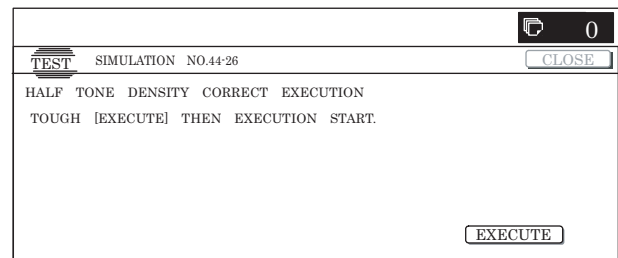 0
TEST SIMULATION NO.44-26 CLOSE
HALF TONE DENSITY CORRECT EXECUTION
TOUGH [EXECUTE] THEN EXECUTION START.
EXECUTE